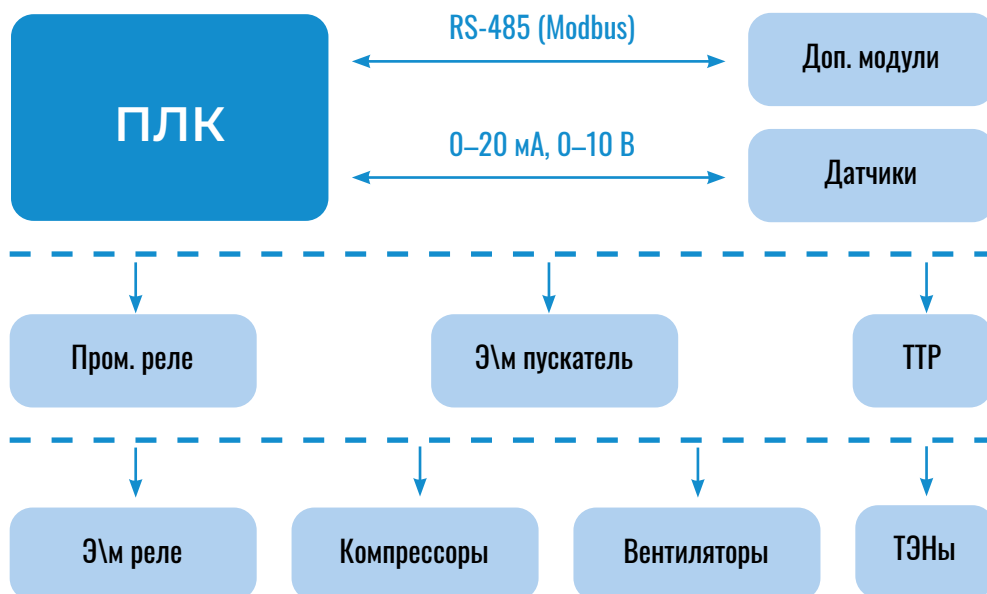 ПЛК
RS-485 (Modbus)
Доп. модули
0–20 мА, 0–10 В
Датчики
Пром. реле
Э\м пускатель
ТТР
Э\м реле
Компрессоры
Вентиляторы
ТЭНы